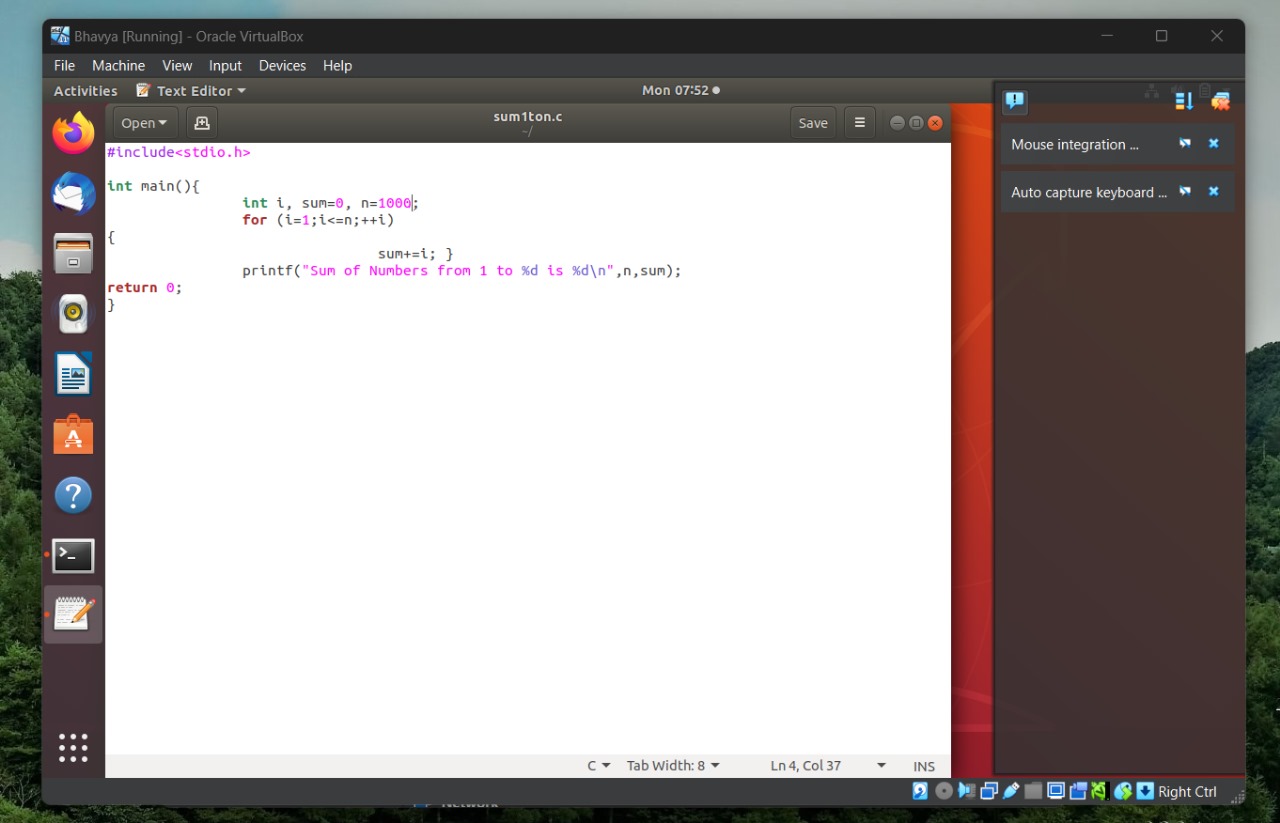 Bhavya [Running] - Oracle VirtualBox
File Machine View Input Devices Help
Activities Text Editor Mon 07:52
Open sum1ton.c Save
~/
Mouse integration ...
Auto capture keyboard ...
#include<stdio.h>
int main(){
int i, sum=0, n=1000;
for (i=1;i<=n;++i)
{
sum+=i; }
printf("Sum of Numbers from 1 to %d is %d\n",n,sum);
return 0;
}
C Tab Width: 8 Ln 4, Col 37 INS
Right Ctrl
Network